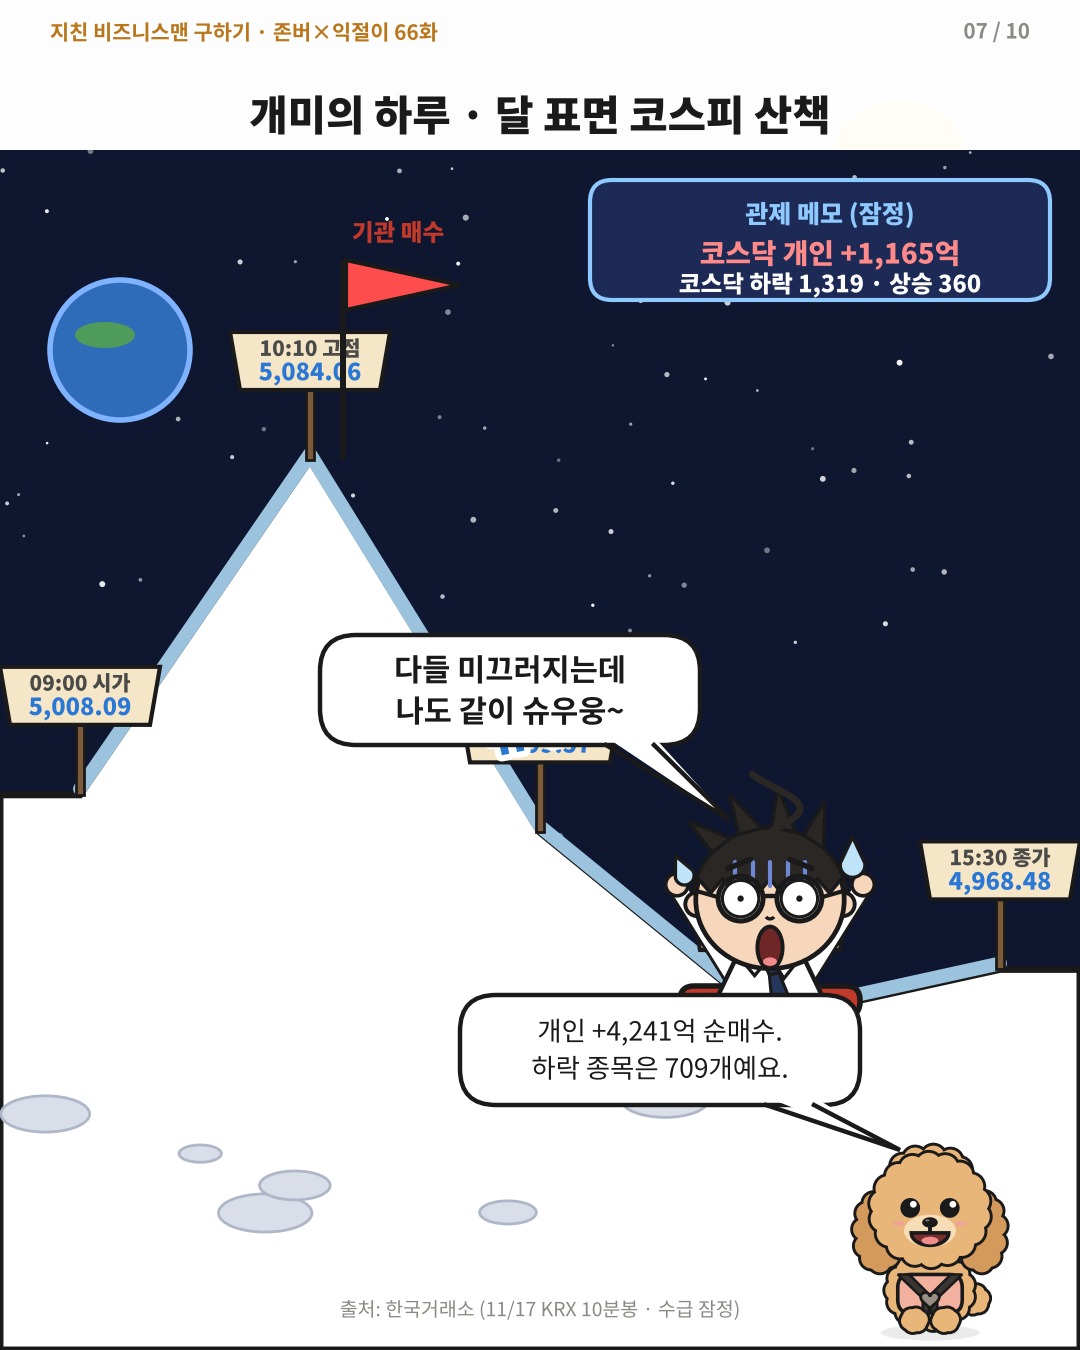 지친 비즈니스맨 구하기 · 존버×익절이 66화
07 / 10
개미의 하루 · 달 표면 코스피 산책
관제 메모 (잠정)
코스닥 개인 +1,165억
코스닥 하락 1,319 · 상승 360
기관 매수
10:10 고점
5,084.06
09:00 시가
5,008.09
다들 미끄러지는데
나도 같이 슈우웅~
15:30 종가
4,968.48
개인 +4,241억 순매수.
하락 종목은 709개예요.
출처: 한국거래소 (11/17 KRX 10분봉 · 수급 잠정)